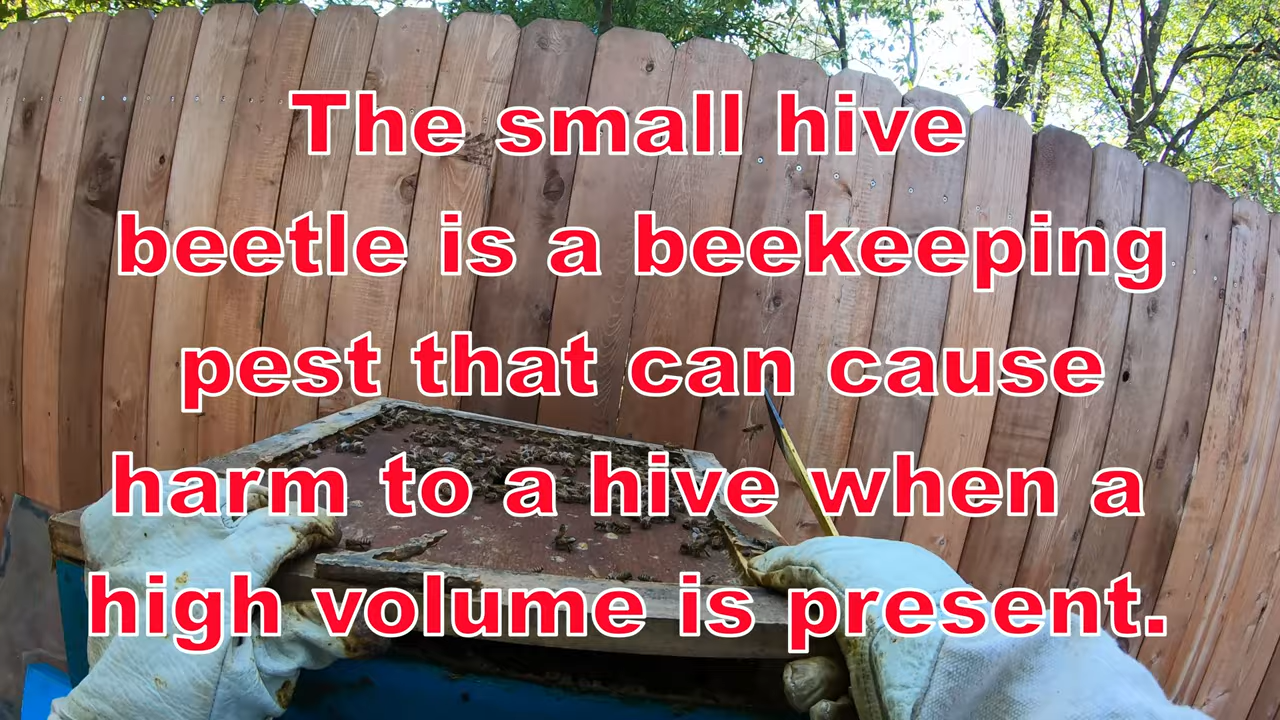 The small hive
beetle is a beekeeping
pest that can cause
harm to a hive when a
high volume is present.